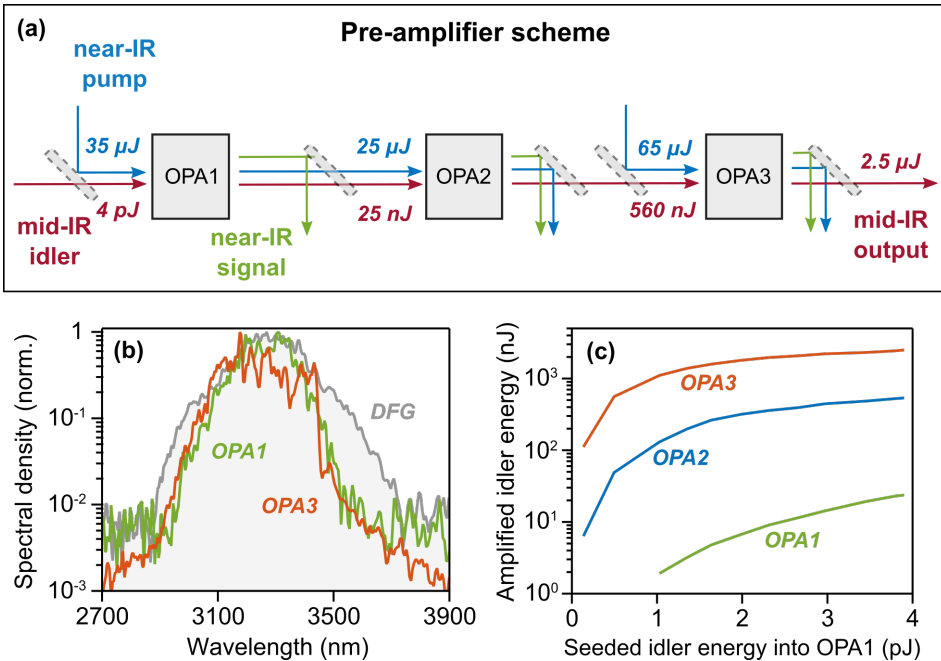 (a)
Pre-amplifier scheme
near-IR
pump
35 µJ
OPA1
25 µJ
OPA2
65 µJ
OPA3
2.5 µJ
4 pJ
25 nJ
560 nJ
mid-IR
idler
near-IR
signal
mid-IR
output
(b)
Spectral density (norm.)
1
10⁻¹
10⁻²
10⁻³
DFG
OPA1
OPA3
2700
3100
3500
3900
Wavelength (nm)
(c)
Amplified idler energy (nJ)
10³
10²
10¹
10⁰
OPA3
OPA2
OPA1
0
1
2
3
4
Seeded idler energy into OPA1 (pJ)